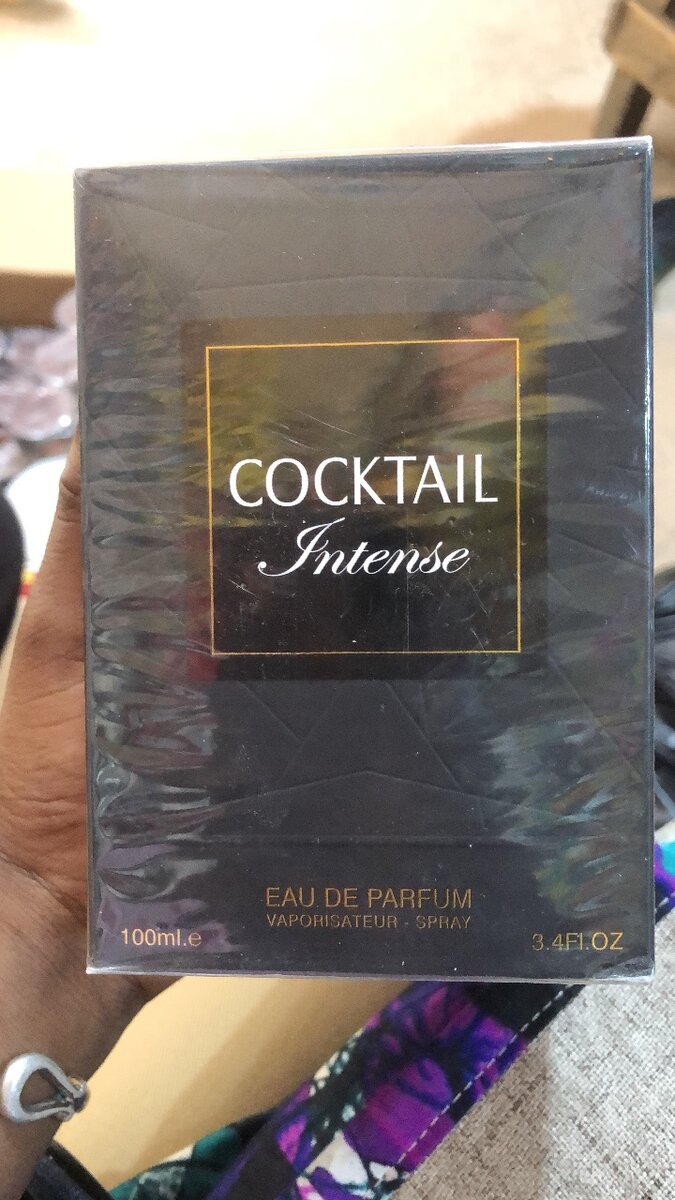 COCKTAIL
Intense
EAU DE PARFUM
VAPORISATEUR - SPRAY
100ml.e
3.4Fl.OZ